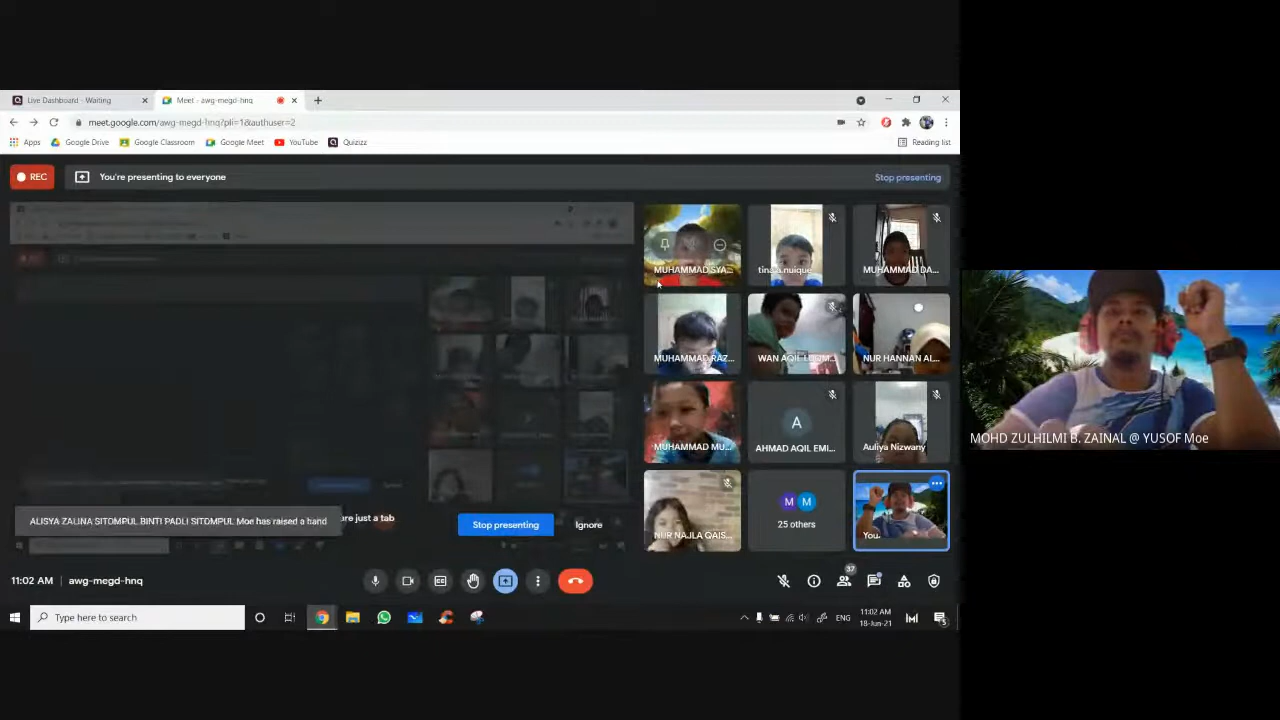 Live Dashboard - Waiting
Meet - awg-megd-hnq
meet.google.com/awg-megd-hnq?pli=1&authuser=2
Apps
Google Drive
Google Classroom
Google Meet
YouTube
Quizizz
Reading list
REC
You're presenting to everyone
Stop presenting
MUHAMMAD SYA...
MUHAMMAD DA...
MUHAMMAD RAZ...
WAN AQIL
NUR HANNAN AL...
MUHAMMAD MU...
A
AHMAD AQIL EMI...
Auliya Nizwany
NUR NAJLA QAIS...
M M
25 others
You
MOHD ZULHILMI B. ZAINAL @ YUSOF Moe
ALISYA ZALINA SITOMPUL BINTI PADLI SITOMPUL Moe has raised a hand
just a tab
Stop presenting
Ignore
11:02 AM | awg-megd-hnq
37
Type here to search
ENG
11:02 AM
18-Jun-21